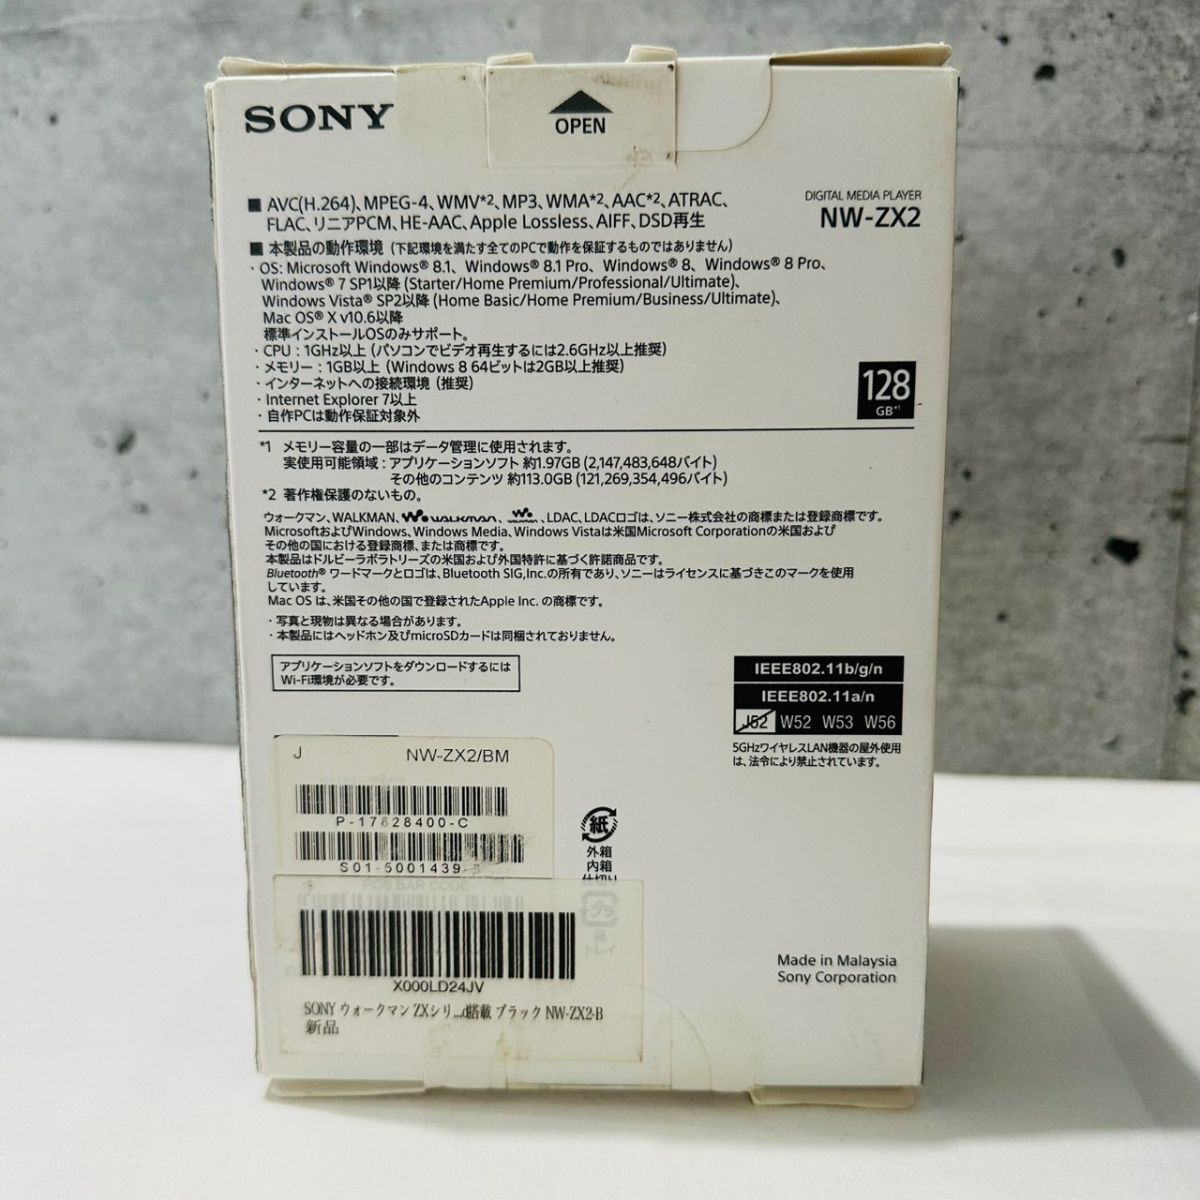 SONY
OPEN
■ AVC(H.264)、MPEG-4、WMV*2、MP3、WMA*2、AAC*2、ATRAC、
FLAC、リニアPCM、HE-AAC、Apple Lossless、AIFF、DSD再生
DIGITAL MEDIA PLAYER
NW-ZX2
■ 本製品の動作環境（下記環境を満たす全てのPCで動作を保証するものではありません）
・OS: Microsoft Windows® 8.1、Windows® 8.1 Pro、Windows® 8、Windows® 8 Pro、
Windows® 7 SP1以降 (Starter/Home Premium/Professional/Ultimate)、
Windows Vista® SP2以降 (Home Basic/Home Premium/Business/Ultimate)、
Mac OS® X v10.6以降
標準インストールOSのみサポート。
・CPU：1GHz以上（パソコンでビデオ再生するには2.6GHz以上推奨）
・メモリー：1GB以上（Windows 8 64ビットは2GB以上推奨）
・インターネットへの接続環境（推奨）
・Internet Explorer 7以上
・自作PCは動作保証対象外
128
GB*1
*1 メモリー容量の一部はデータ管理に使用されます。
実使用可能領域：アプリケーションソフト 約1.97GB (2,147,483,648バイト)
その他のコンテンツ 約113.0GB (121,269,354,496バイト)
*2 著作権保護のないもの。
ウォークマン、WALKMAN、WALKMAN、WALKMAN、LDAC、LDACロゴは、ソニー株式会社の商標または登録商標です。
MicrosoftおよびWindows、Windows Media、Windows Vistaは米国Microsoft Corporationの米国および
その他の国における登録商標、または商標です。
本製品はドルビーラボラトリーズの米国および外国特許に基づく許諾商品です。
Bluetooth® ワードマークとロゴは、Bluetooth SIG,Inc.の所有であり、ソニーはライセンスに基づきこのマークを使用
しています。
Mac OS は、米国その他の国で登録されたApple Inc. の商標です。
・写真と現物は異なる場合があります。
・本製品にはヘッドホン及びmicroSDカードは同梱されておりません。
アプリケーションソフトをダウンロードするには
Wi-Fi環境が必要です。
IEEE802.11b/g/n
IEEE802.11a/n
J52 W52 W53 W56
5GHzワイヤレスLAN機器の屋外使用
は、法令により禁止されています。
J NW-ZX2/BM
P-17628400-C
S01-5001439-
POS BAR CODE
紙
外箱
内箱
仕切り
プラ
トレイ
X000LD24JV
SONY ウォークマン ZXシリ...d搭載 ブラック NW-ZX2-B
新品
Made in Malaysia
Sony Corporation